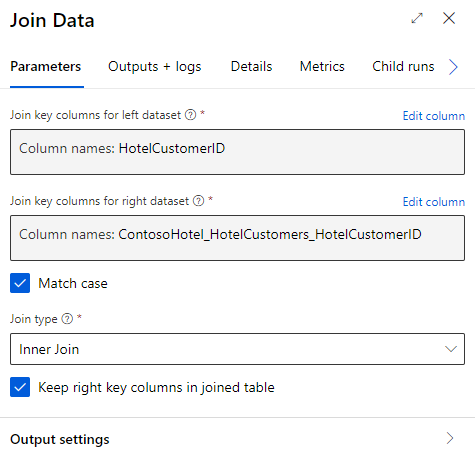 Join Data
Parameters Outputs + logs Details Metrics Child runs
Join key columns for left dataset * Edit column
Column names: HotelCustomerID
Join key columns for right dataset * Edit column
Column names: ContosoHotel_HotelCustomers_HotelCustomerID
Match case
Join type *
Inner Join
Keep right key columns in joined table
Output settings